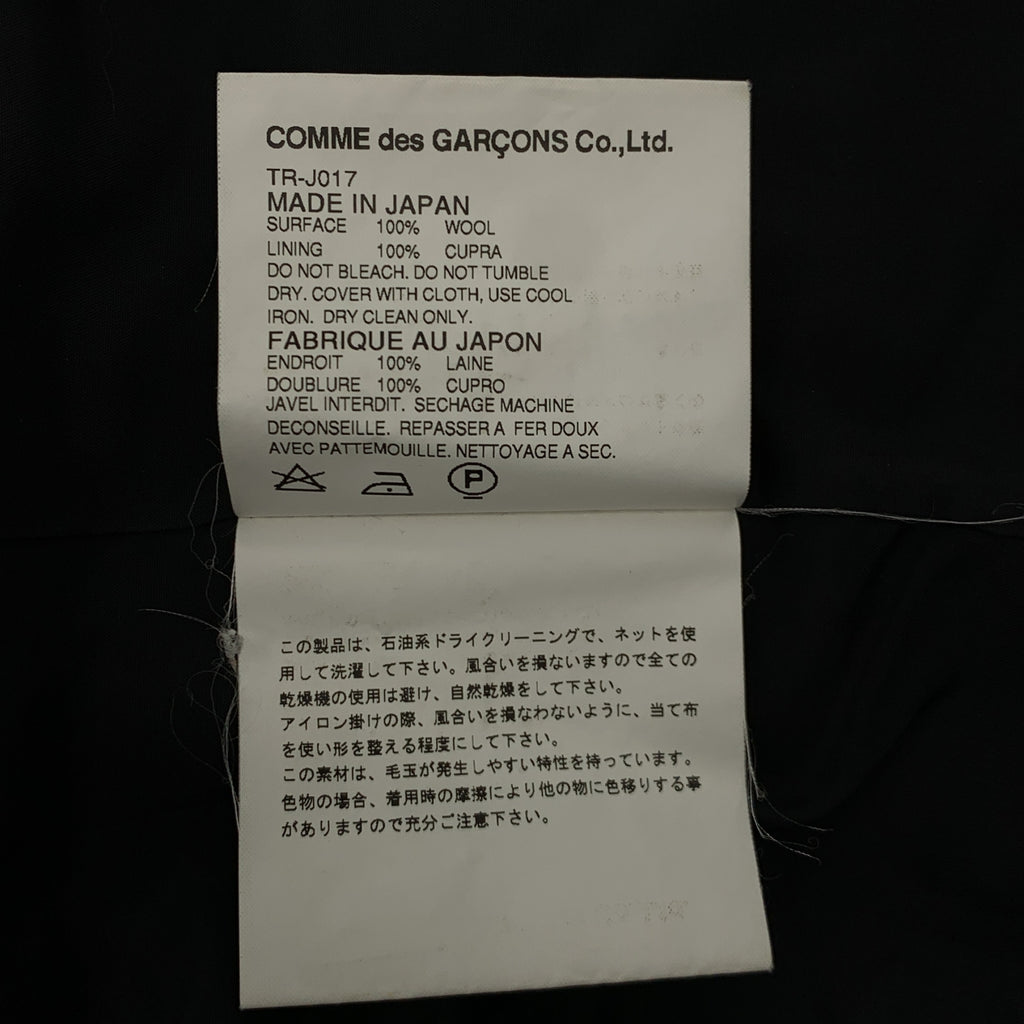 COMME des GARÇONS Co.,Ltd.
TR-J017
MADE IN JAPAN
SURFACE 100% WOOL
LINING 100% CUPRA
DO NOT BLEACH. DO NOT TUMBLE
DRY. COVER WITH CLOTH, USE COOL
IRON. DRY CLEAN ONLY.
FABRIQUE AU JAPON
ENDROIT 100% LAINE
DOUBLURE 100% CUPRO
JAVEL INTERDIT. SECHAGE MACHINE
DECONSEILLE. REPASSER A FER DOUX
AVEC PATTEMOUILLE. NETTOYAGE A SEC.
P
この製品は、石油系ドライクリーニングで、ネットを使
用して洗濯して下さい。風合いを損ないますので全ての
乾燥機の使用は避け、自然乾燥をして下さい。
アイロン掛けの際、風合いを損なわないように、当て布
を使い形を整える程度にして下さい。
この素材は、毛玉が発生しやすい特性を持っています。
色物の場合、着用時の摩擦により他の物に色移りする事
がありますので充分ご注意下さい。